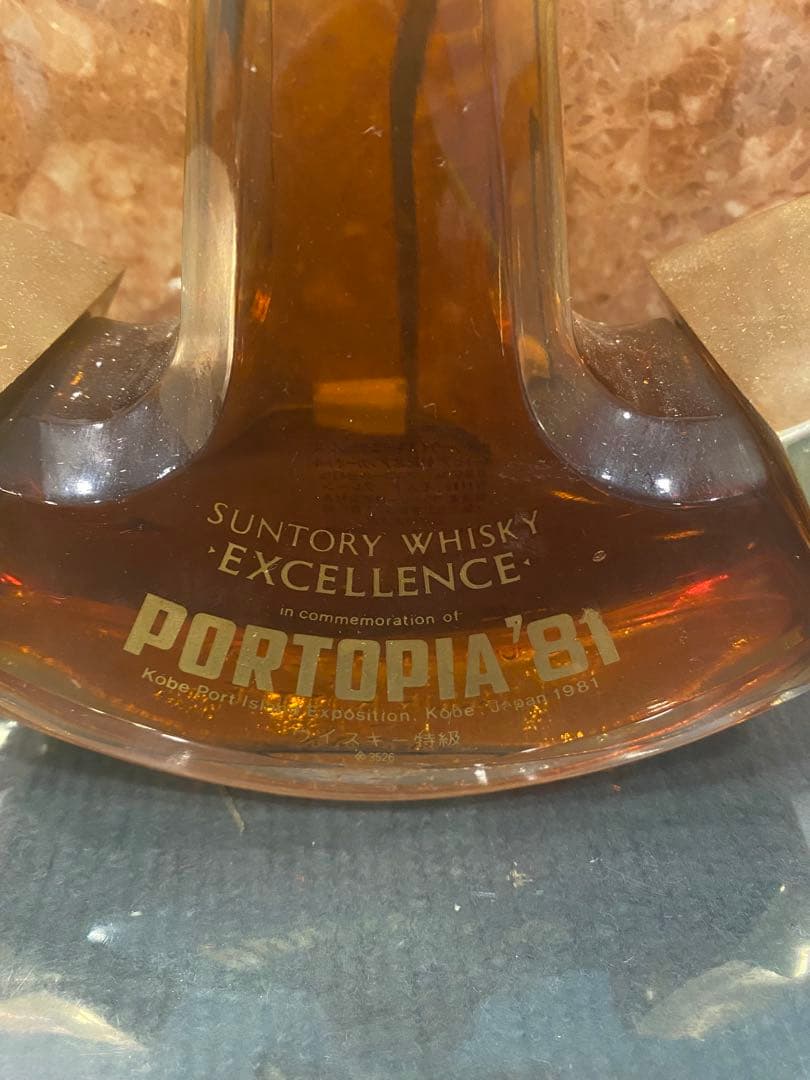 SUNTORY WHISKY
EXCELLENCE
in commemoration of
PORTOPIA'81
Kobe Port Island Exposition. Kobe · Japan 1981
ウイスキー特級
3526